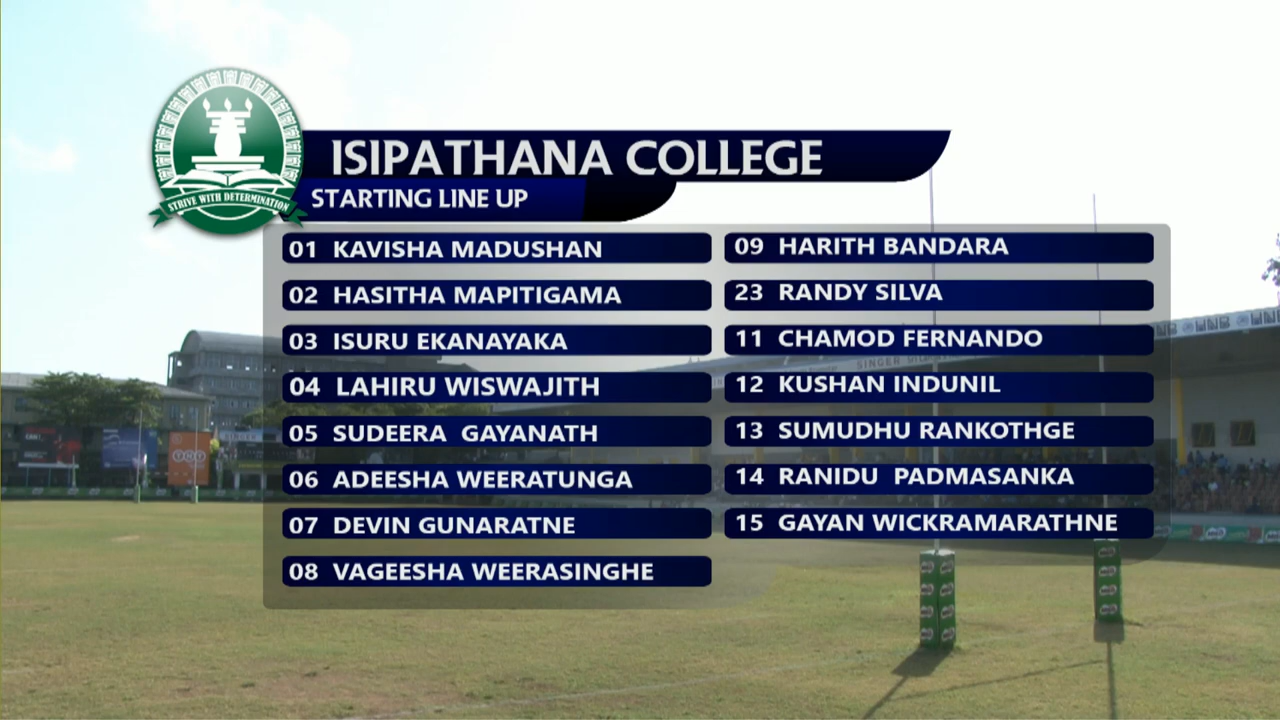 ISIPATHANA COLLEGE
STARTING LINE UP
STRIVE WITH DETERMINATION
01 KAVISHA MADUSHAN
02 HASITHA MAPITIGAMA
03 ISURU EKANAYAKA
04 LAHIRU WISWAJITH
05 SUDEERA GAYANATH
06 ADEESHA WEERATUNGA
07 DEVIN GUNARATNE
08 VAGEESHA WEERASINGHE
09 HARITH BANDARA
23 RANDY SILVA
11 CHAMOD FERNANDO
12 KUSHAN INDUNIL
13 SUMUDHU RANKOTHGE
14 RANIDU PADMASANKA
15 GAYAN WICKRAMARATHNE
SINGER